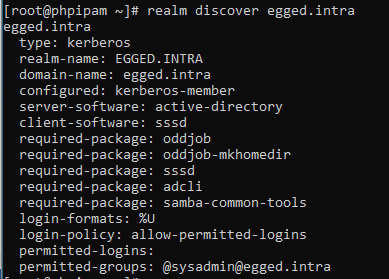 [root@phpipam ~]# realm discover egged.intra
egged.intra
type: kerberos
realm-name: EGGED.INTRA
domain-name: egged.intra
configured: kerberos-member
server-software: active-directory
client-software: sssd
required-package: oddjob
required-package: oddjob-mkhomedir
required-package: sssd
required-package: adcli
required-package: samba-common-tools
login-formats: %U
login-policy: allow-permitted-logins
permitted-logins:
permitted-groups: @sysadmin@egged.intra